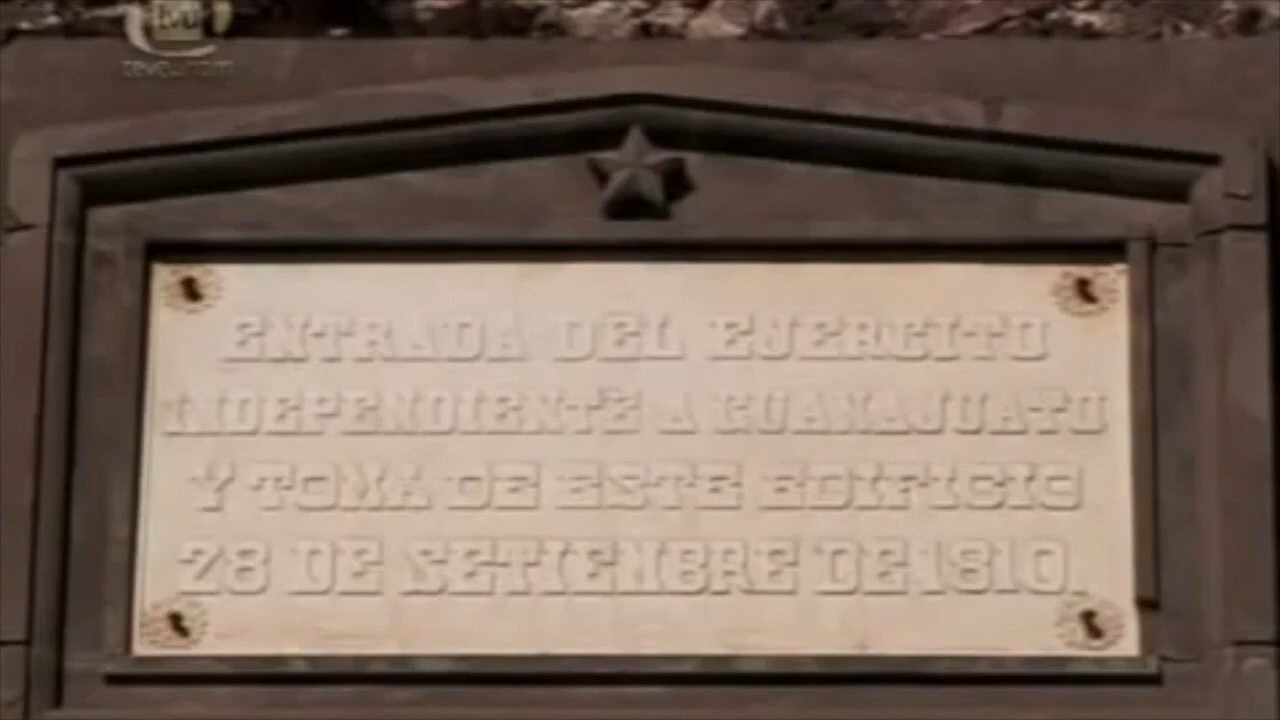 ENTRADA DEL EJERCITO
INDEPENDIENTE A GUANAJUATO
Y TOMA DE ESTE EDIFICIO
28 DE SETIEMBRE DE 1810.